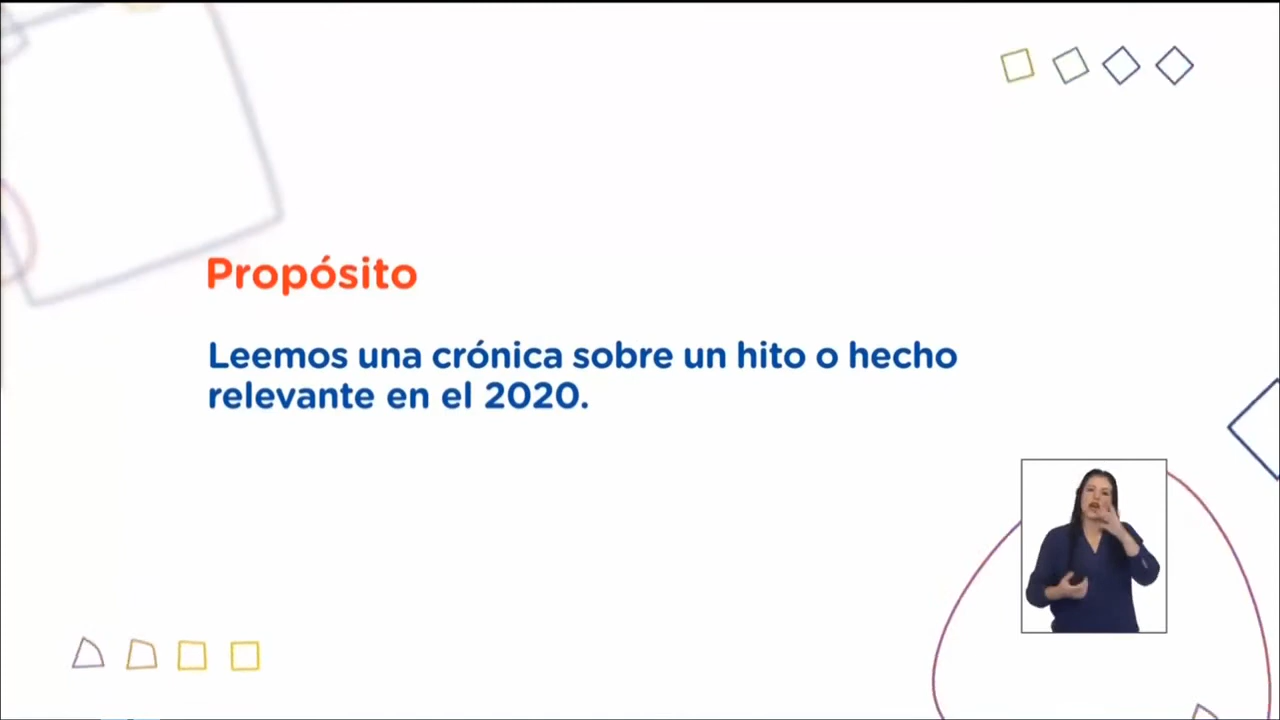 Propósito
Leemos una crónica sobre un hito o hecho
relevante en el 2020.